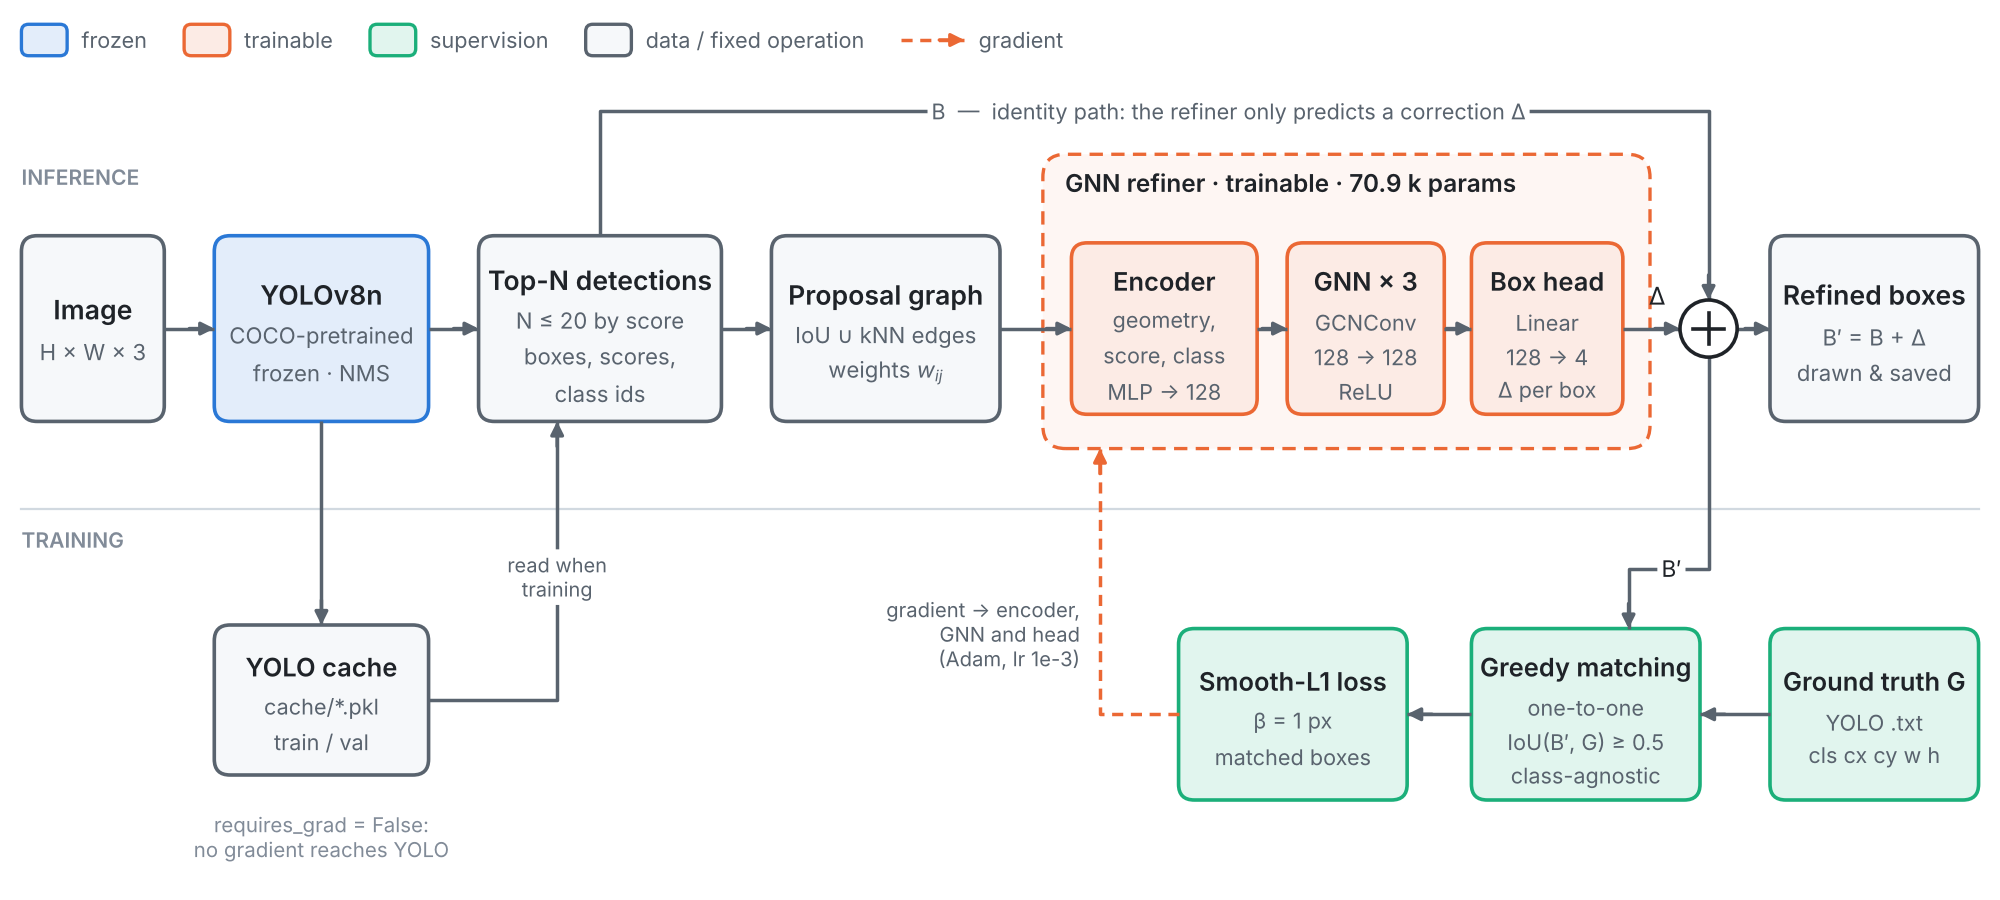 frozen
trainable
supervision
data / fixed operation
gradient
B — identity path: the refiner only predicts a correction Δ
INFERENCE
GNN refiner · trainable · 70.9 k params
Image
H × W × 3
YOLOv8n
COCO-pretrained
frozen · NMS
Top-N detections
N ≤ 20 by score
boxes, scores,
class ids
Proposal graph
IoU ∪ kNN edges
weights wij
Encoder
geometry,
score, class
MLP → 128
GNN × 3
GCNConv
128 → 128
ReLU
Box head
Linear
128 → 4
Δ per box
Δ
Refined boxes
B′ = B + Δ
drawn & saved
TRAINING
read when
training
B′
gradient → encoder,
GNN and head
(Adam, lr 1e-3)
YOLO cache
cache/*.pkl
train / val
Smooth-L1 loss
β = 1 px
matched boxes
Greedy matching
one-to-one
IoU(B′, G) ≥ 0.5
class-agnostic
Ground truth G
YOLO .txt
cls cx cy w h
requires_grad = False:
no gradient reaches YOLO